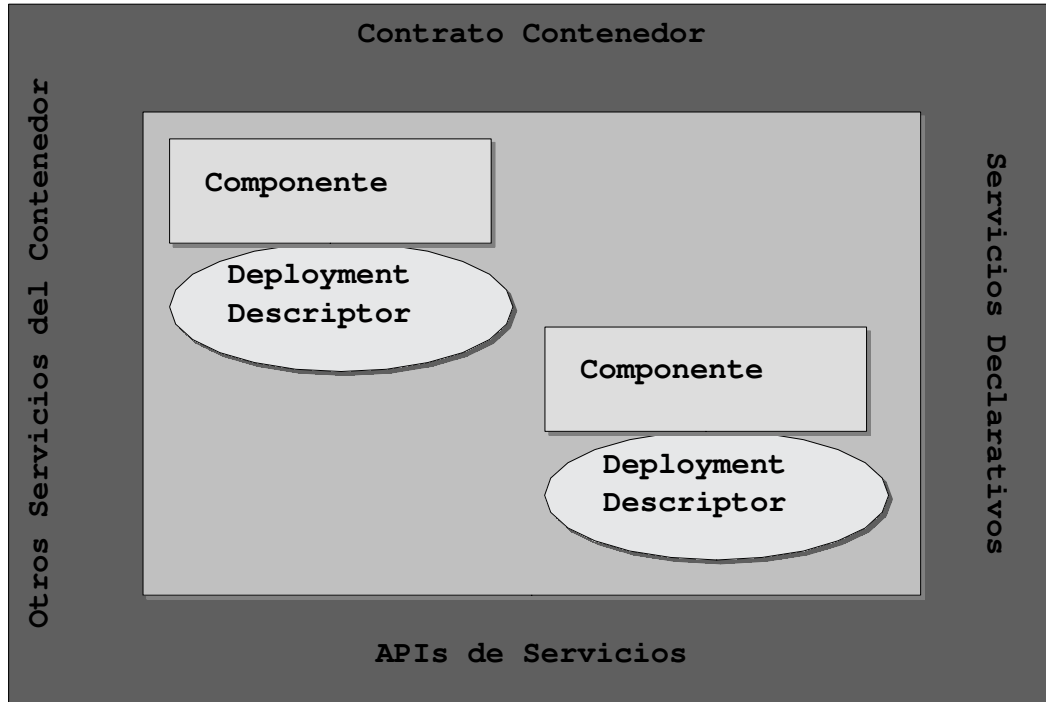 Contrato Contenedor
Otros Servicios del Contenedor
Componente
Deployment
Descriptor
Componente
Deployment
Descriptor
Servicios Declarativos
APIs de Servicios